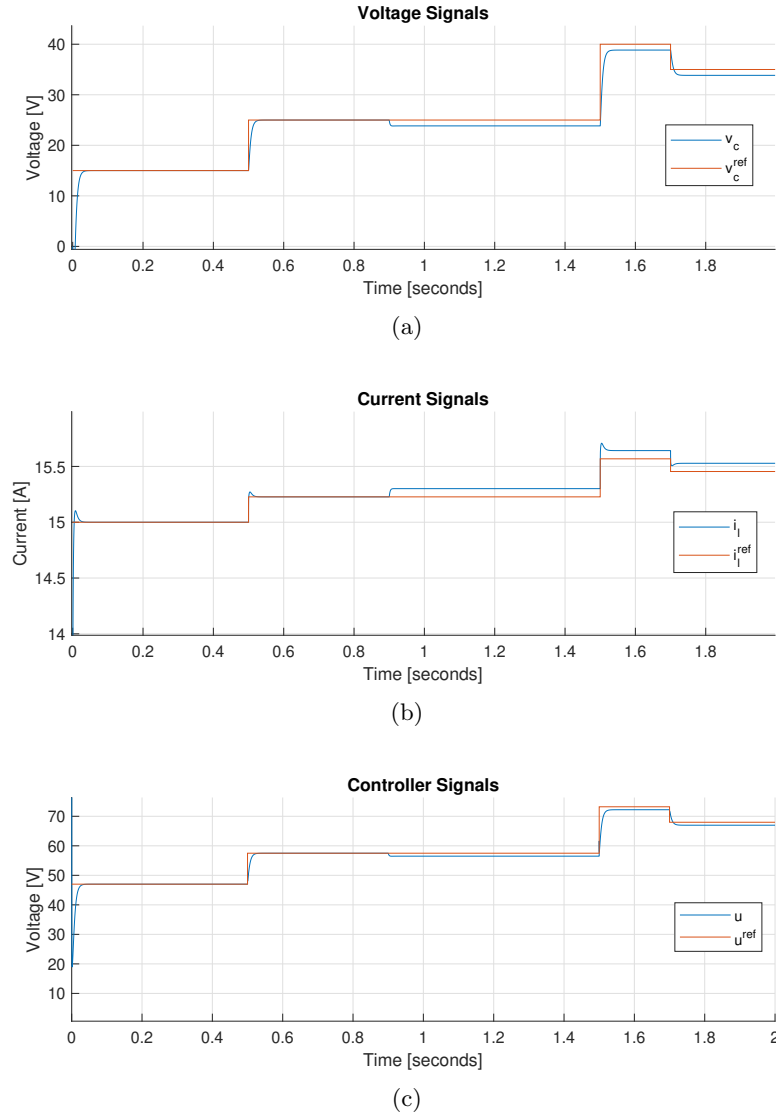 Voltage Signals
40
30
20
10
0
Voltage [V]
v_c
v_c^ref
0 0.2 0.4 0.6 0.8 1 1.2 1.4 1.6 1.8
Time [seconds]
(a)
Current Signals
15.5
15
14.5
14
Current [A]
i_l
i_l^ref
0 0.2 0.4 0.6 0.8 1 1.2 1.4 1.6 1.8
Time [seconds]
(b)
Controller Signals
70
60
50
40
30
20
10
Voltage [V]
u
u^ref
0 0.2 0.4 0.6 0.8 1 1.2 1.4 1.6 1.8 2
Time [seconds]
(c)